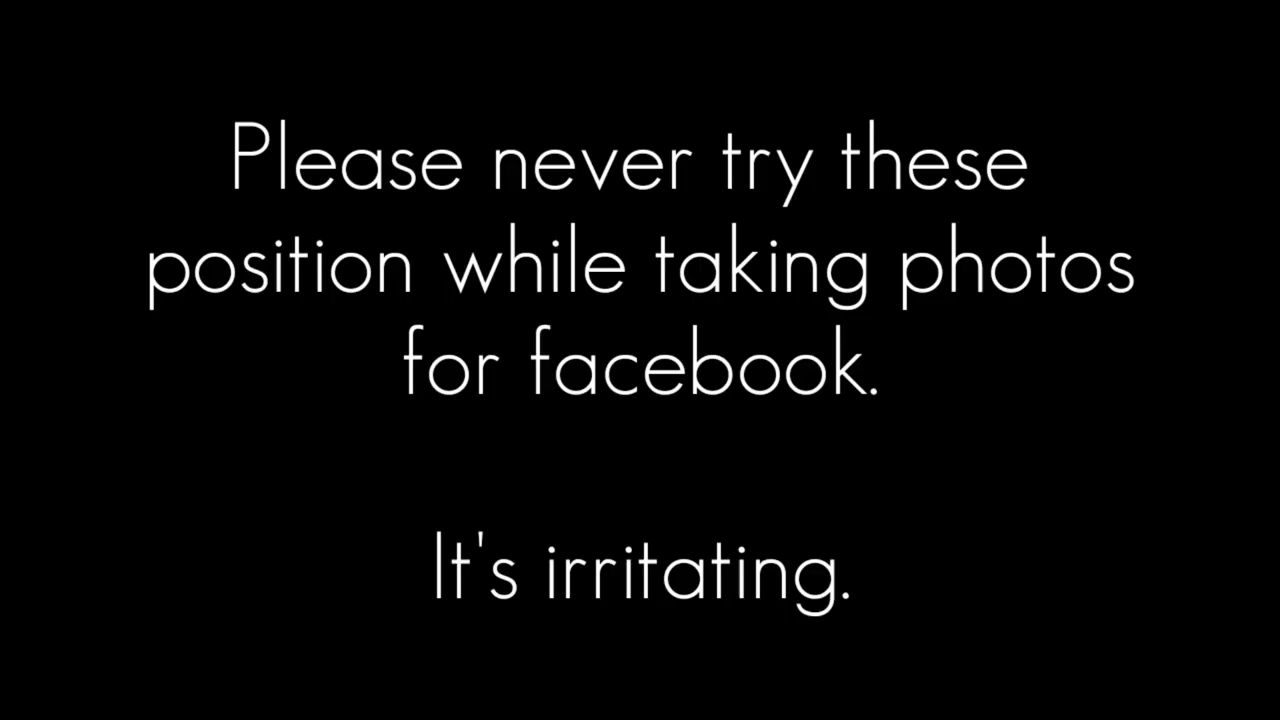 Please never try these
position while taking photos
for facebook.
It's irritating.